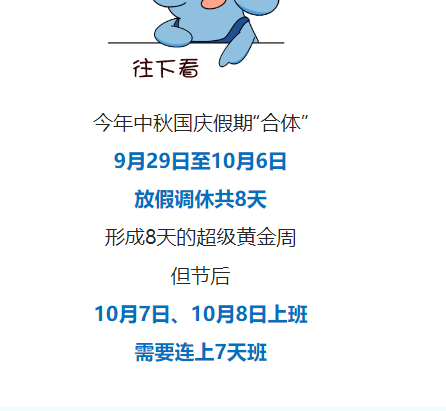 往下看
今年中秋国庆假期“合体”
9月29日至10月6日
放假调休共8天
形成8天的超级黄金周
但节后
10月7日、10月8日上班
需要连上7天班